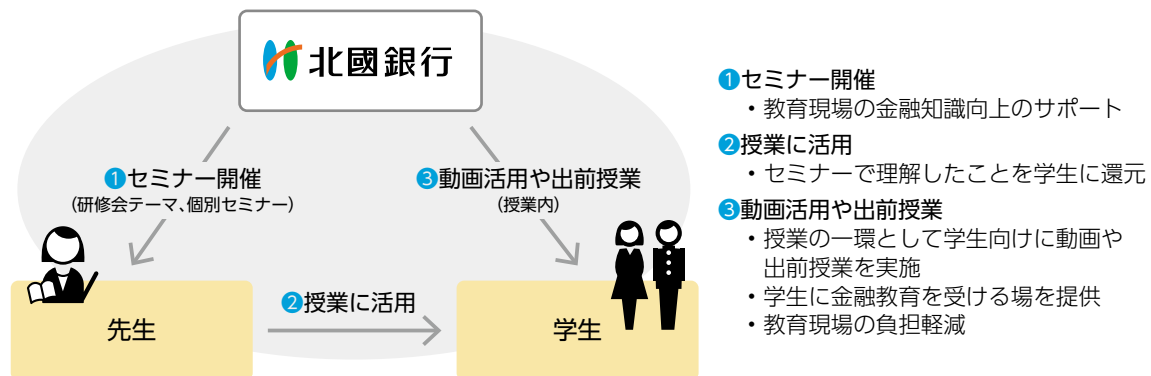 北國銀行
❶セミナー開催
(研修会テーマ、個別セミナー)
❸動画活用や出前授業
(授業内)
❷授業に活用
先生
学生
❶セミナー開催
・教育現場の金融知識向上のサポート
❷授業に活用
・セミナーで理解したことを学生に還元
❸動画活用や出前授業
・授業の一環として学生向けに動画や
出前授業を実施
・学生に金融教育を受ける場を提供
・教育現場の負担軽減